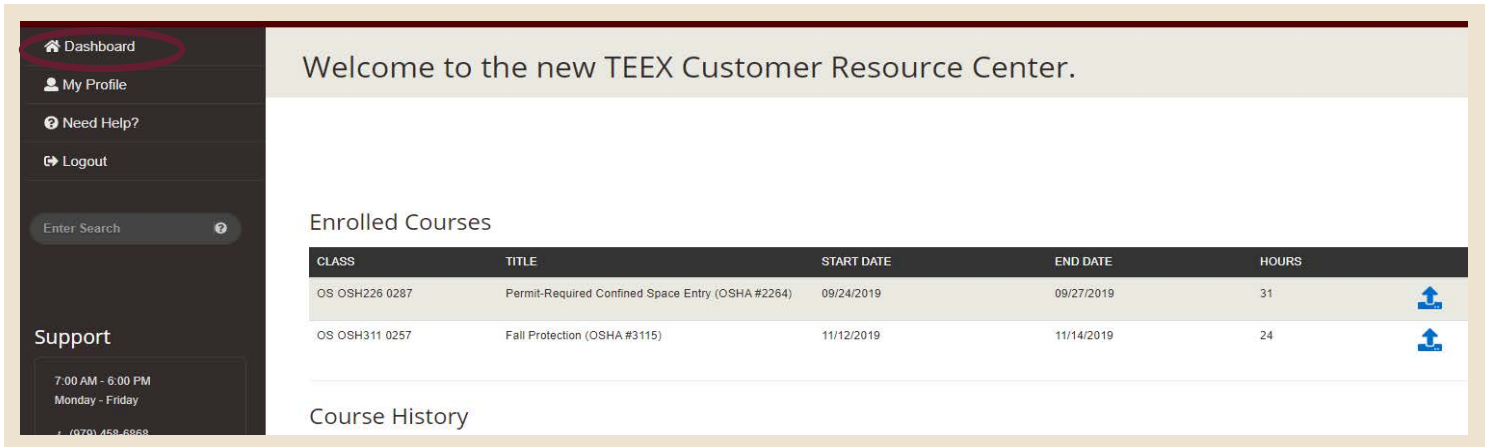 Dashboard
My Profile
Need Help?
Logout
Enter Search
Support
7:00 AM - 6:00 PM
Monday - Friday
(979) 458-6868
Welcome to the new TEEX Customer Resource Center.
Enrolled Courses
CLASS TITLE START DATE END DATE HOURS
OS OSH226 0287 Permit-Required Confined Space Entry (OSHA #2264) 09/24/2019 09/27/2019 31
OS OSH311 0257 Fall Protection (OSHA #3115) 11/12/2019 11/14/2019 24
Course History